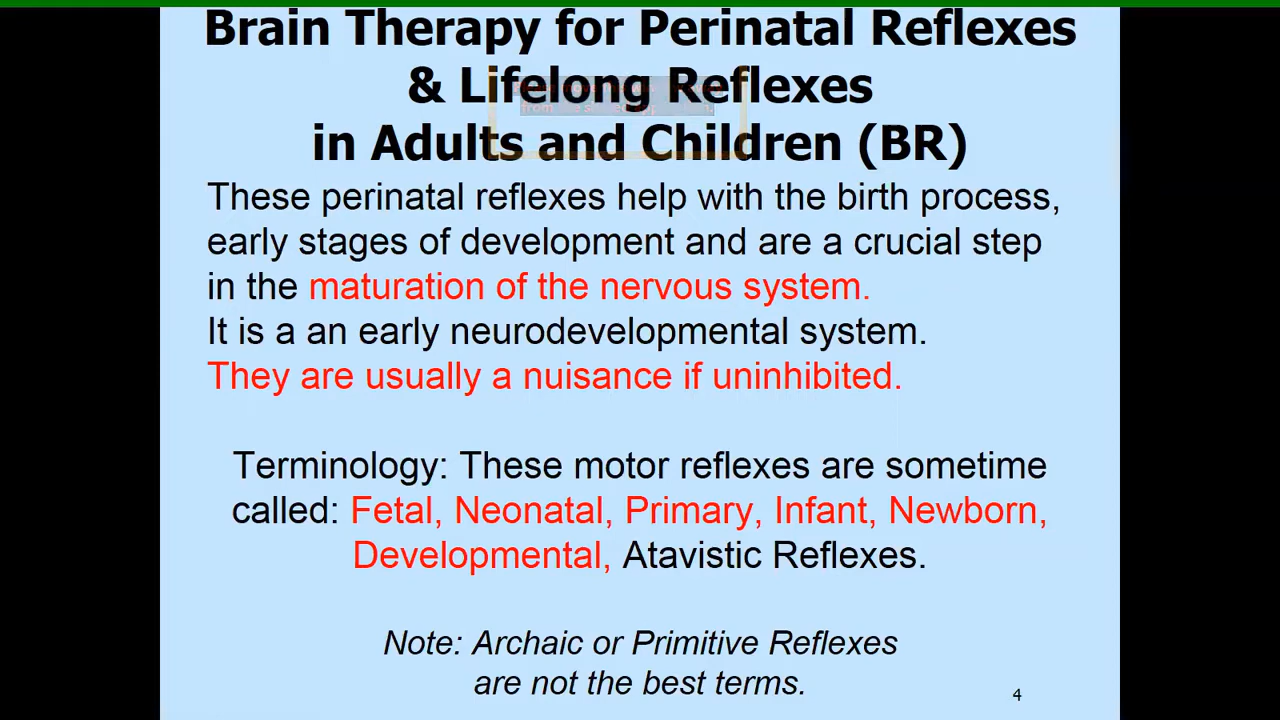 Brain Therapy for Perinatal Reflexes
& Lifelong Reflexes
in Adults and Children (BR)
These perinatal reflexes help with the birth process,
early stages of development and are a crucial step
in the maturation of the nervous system.
It is a an early neurodevelopmental system.
They are usually a nuisance if uninhibited.
Terminology: These motor reflexes are sometime
called: Fetal, Neonatal, Primary, Infant, Newborn,
Developmental, Atavistic Reflexes.
Note: Archaic or Primitive Reflexes
are not the best terms.
4